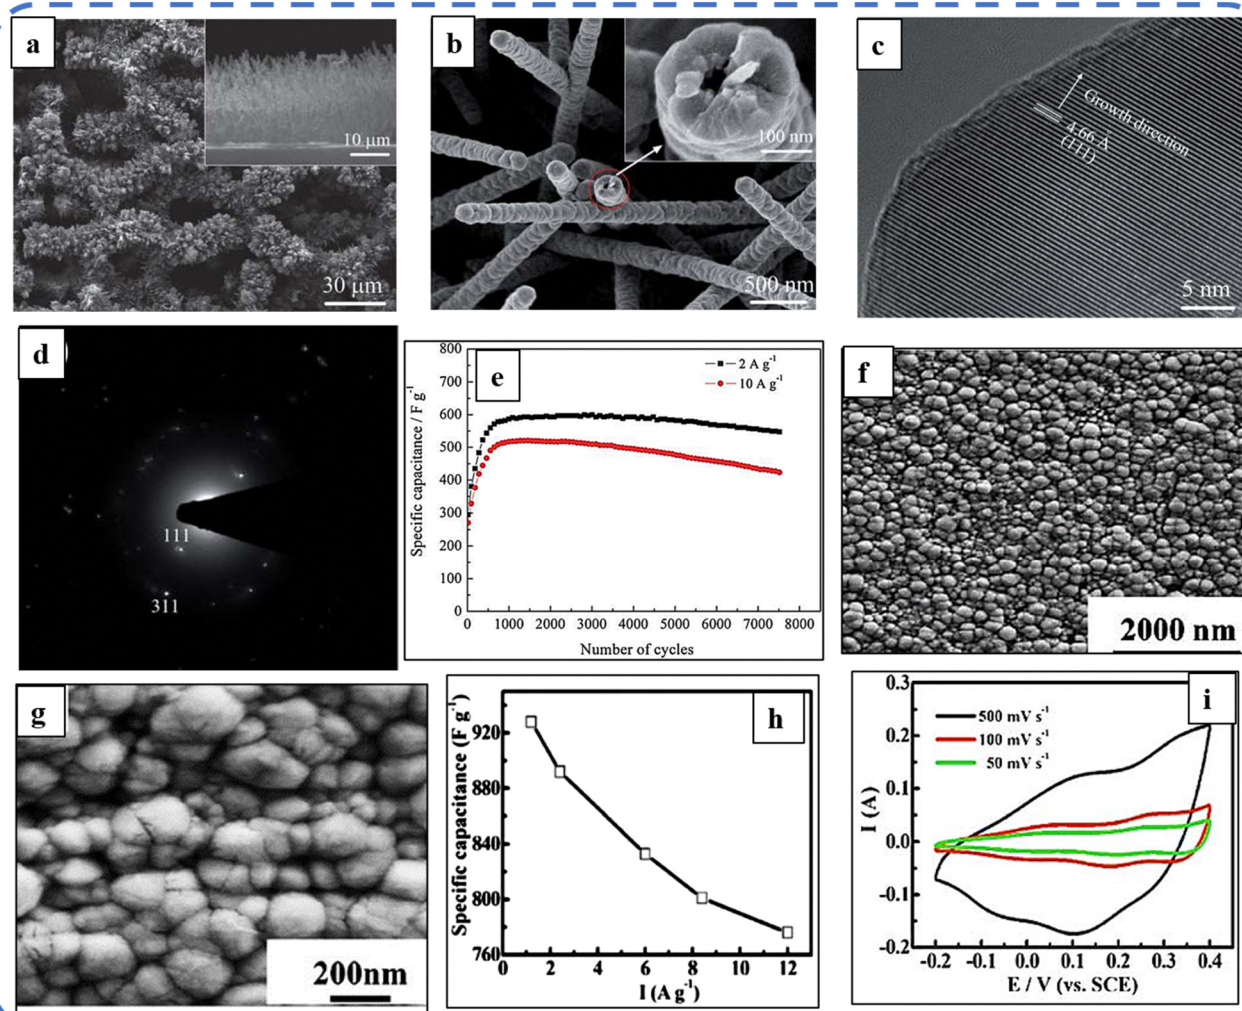 a
10 μm
30 μm
b
100 nm
500 nm
c
Growth direction
4.66 Å
(111)
5 nm
d
111
311
e
2 A g⁻¹
10 A g⁻¹
Specific capacitance / F g⁻¹
800
700
600
500
400
300
200
100
0
0 1000 2000 3000 4000 5000 6000 7000 8000
Number of cycles
f
2000 nm
g
200nm
h
Specific capacitance (F g⁻¹)
920
880
840
800
760
0 2 4 6 8 10 12
I (A g⁻¹)
i
500 mV s⁻¹
100 mV s⁻¹
50 mV s⁻¹
I (A)
0.3
0.2
0.1
0.0
-0.1
-0.2
-0.2 -0.1 0.0 0.1 0.2 0.3 0.4
E / V (vs. SCE)